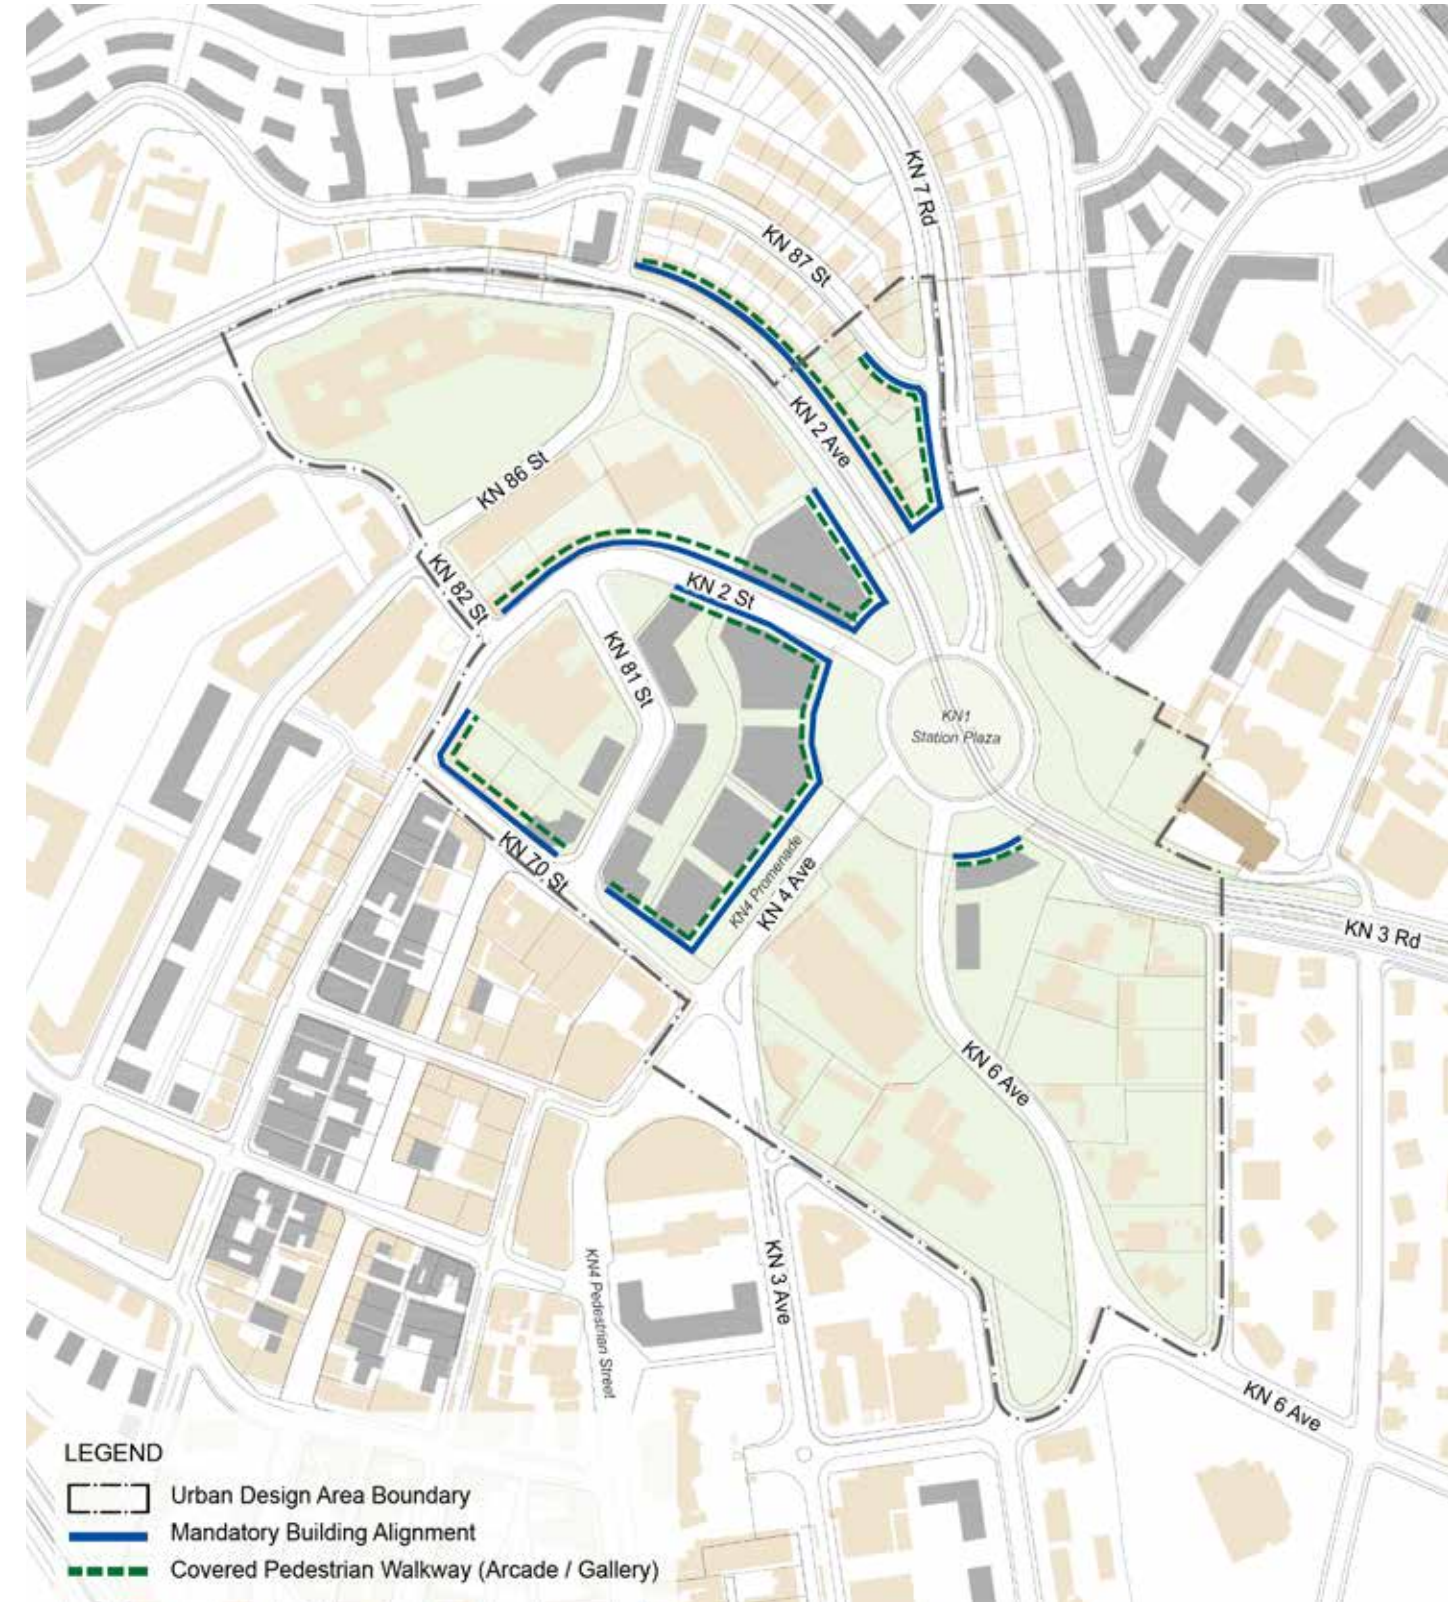 KN 7 Rd
KN 87 St
KN 2 Ave
KN 86 St
KN 82 St
KN 2 St
KN 81 St
KN1
Station Plaza
KN 70 St
KN4 Promenade
KN 4 Ave
KN 3 Rd
KN 6 Ave
KN 3 Ave
KN4 Pedestrian Street
KN 6 Ave
LEGEND
Urban Design Area Boundary
Mandatory Building Alignment
Covered Pedestrian Walkway (Arcade / Gallery)